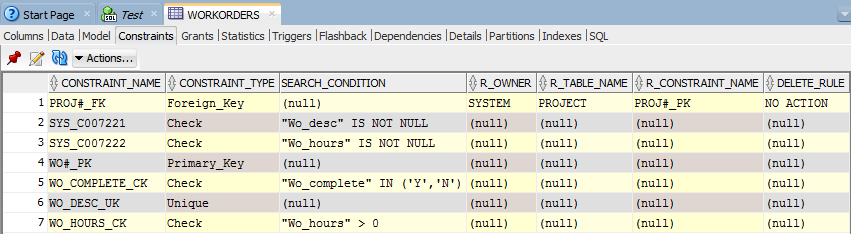 Start Page Test WORKORDERS
Columns Data Model Constraints Grants Statistics Triggers Flashback Dependencies Details Partitions Indexes SQL
Actions...
CONSTRAINT_NAME CONSTRAINT_TYPE SEARCH_CONDITION R_OWNER R_TABLE_NAME R_CONSTRAINT_NAME DELETE_RULE
1 PROJ#_FK Foreign_Key (null) SYSTEM PROJECT PROJ#_PK NO ACTION
2 SYS_C007221 Check "Wo_desc" IS NOT NULL (null) (null) (null) (null)
3 SYS_C007222 Check "Wo_hours" IS NOT NULL (null) (null) (null) (null)
4 WO#_PK Primary_Key (null) (null) (null) (null) (null)
5 WO_COMPLETE_CK Check "Wo_complete" IN ('Y','N') (null) (null) (null) (null)
6 WO_DESC_UK Unique (null) (null) (null) (null) (null)
7 WO_HOURS_CK Check "Wo_hours" > 0 (null) (null) (null) (null)